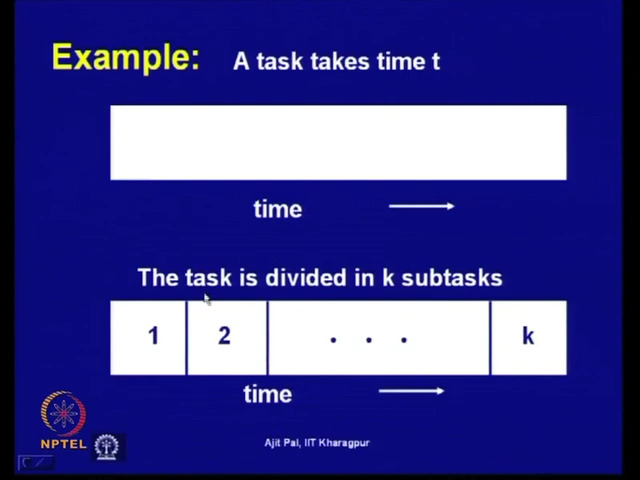 Example: A task takes time t
time
The task is divided in k subtasks
1 2 . . . k
time
NPTEL
Ajit Pal, IIT Kharagpur